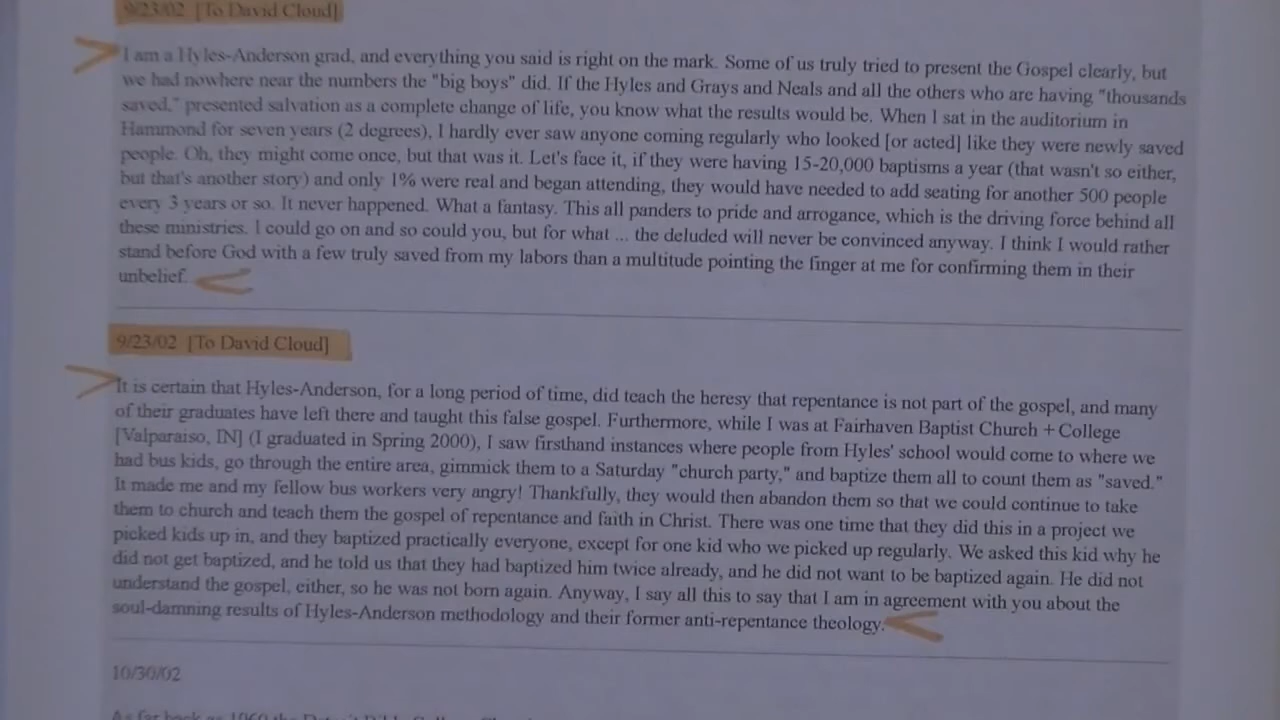 9/23/02 [To David Cloud]
I am a Hyles-Anderson grad, and everything you said is right on the mark. Some of us truly tried to present the Gospel clearly, but
we had nowhere near the numbers the "big boys" did. If the Hyles and Grays and Neals and all the others who are having "thousands
saved," presented salvation as a complete change of life, you know what the results would be. When I sat in the auditorium in
Hammond for seven years (2 degrees), I hardly ever saw anyone coming regularly who looked [or acted] like they were newly saved
people. Oh, they might come once, but that was it. Let's face it, if they were having 15-20,000 baptisms a year (that wasn't so either,
but that's another story) and only 1% were real and began attending, they would have needed to add seating for another 500 people
every 3 years or so. It never happened. What a fantasy. This all panders to pride and arrogance, which is the driving force behind all
these ministries. I could go on and so could you, but for what ... the deluded will never be convinced anyway. I think I would rather
stand before God with a few truly saved from my labors than a multitude pointing the finger at me for confirming them in their
unbelief.
9/23/02 [To David Cloud]
It is certain that Hyles-Anderson, for a long period of time, did teach the heresy that repentance is not part of the gospel, and many
of their graduates have left there and taught this false gospel. Furthermore, while I was at Fairhaven Baptist Church + College
[Valparaiso, IN] (I graduated in Spring 2000), I saw firsthand instances where people from Hyles' school would come to where we
had bus kids, go through the entire area, gimmick them to a Saturday "church party," and baptize them all to count them as "saved."
It made me and my fellow bus workers very angry! Thankfully, they would then abandon them so that we could continue to take
them to church and teach them the gospel of repentance and faith in Christ. There was one time that they did this in a project we
picked kids up in, and they baptized practically everyone, except for one kid who we picked up regularly. We asked this kid why he
did not get baptized, and he told us that they had baptized him twice already, and he did not want to be baptized again. He did not
understand the gospel, either, so he was not born again. Anyway, I say all this to say that I am in agreement with you about the
soul-damning results of Hyles-Anderson methodology and their former anti-repentance theology.
10/30/02
As far back as 1960 the Detroit Bible College